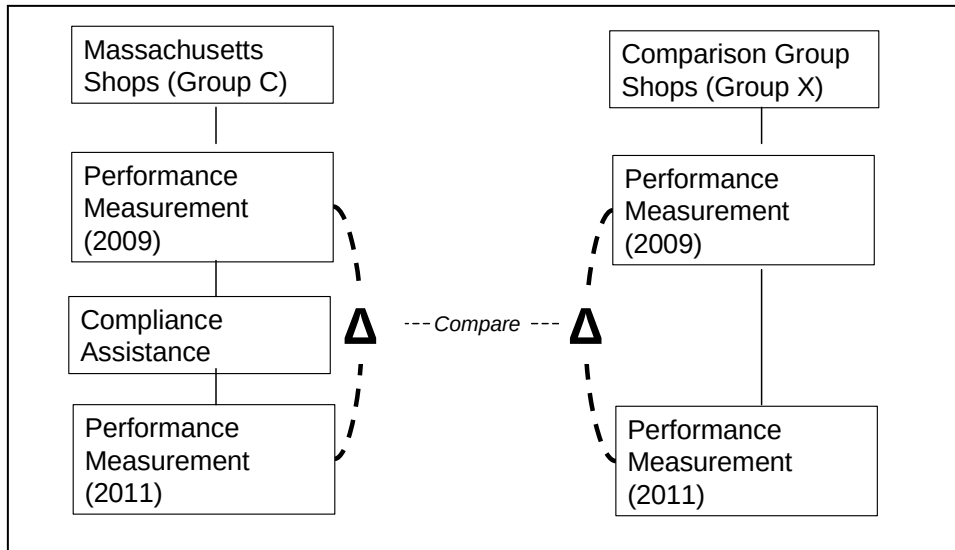 Massachusetts
Shops (Group C)
Comparison Group
Shops (Group X)
Performance
Measurement
(2009)
Performance
Measurement
(2009)
Compliance
Assistance
Δ
Compare
Δ
Performance
Measurement
(2011)
Performance
Measurement
(2011)